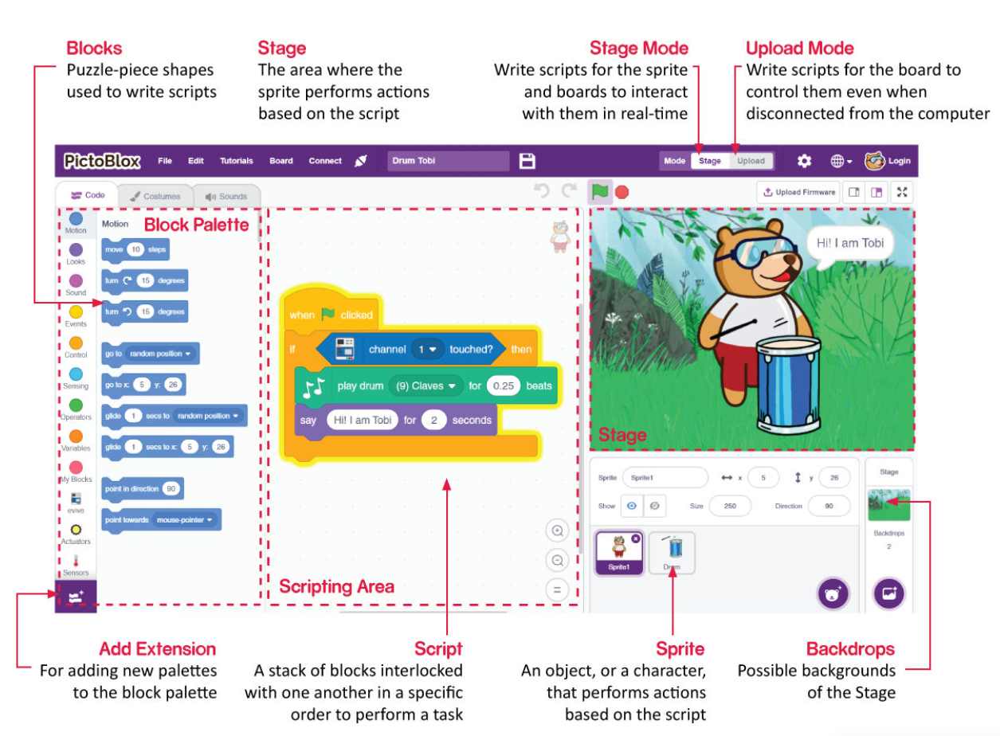 Blocks
Puzzle-piece shapes
used to write scripts
Stage
The area where the
sprite performs actions
based on the script
Stage Mode
Write scripts for the sprite
and boards to interact
with them in real-time
Upload Mode
Write scripts for the board to
control them even when
disconnected from the computer
PictoBlox File Edit Tutorials Board Connect Drum Tobi Mode Stage Upload Login
Code Costumes Sounds Upload Firmware
Motion
Looks
Sound
Events
Control
Sensing
Operators
Variables
My Blocks
evive
Actuators
Sensors
Motion Block Palette
move 10 steps
turn 15 degrees
turn 15 degrees
go to random position
go to x: 5 y: 26
glide 1 secs to random position
glide 1 secs to x: 5 y: 26
point in direction 90
point towards mouse-pointer
when clicked
if channel 1 touched? then
play drum (9) Claves for 0.25 beats
say Hi! I am Tobi for 2 seconds
Scripting Area
Hi! I am Tobi
Stage
Sprite Sprite1 x 5 y 26
Show Size 250 Direction 90
Sprite1
Drum
Stage
Backdrops
2
Add Extension
For adding new palettes
to the block palette
Script
A stack of blocks interlocked
with one another in a specific
order to perform a task
Sprite
An object, or a character,
that performs actions
based on the script
Backdrops
Possible backgrounds
of the Stage